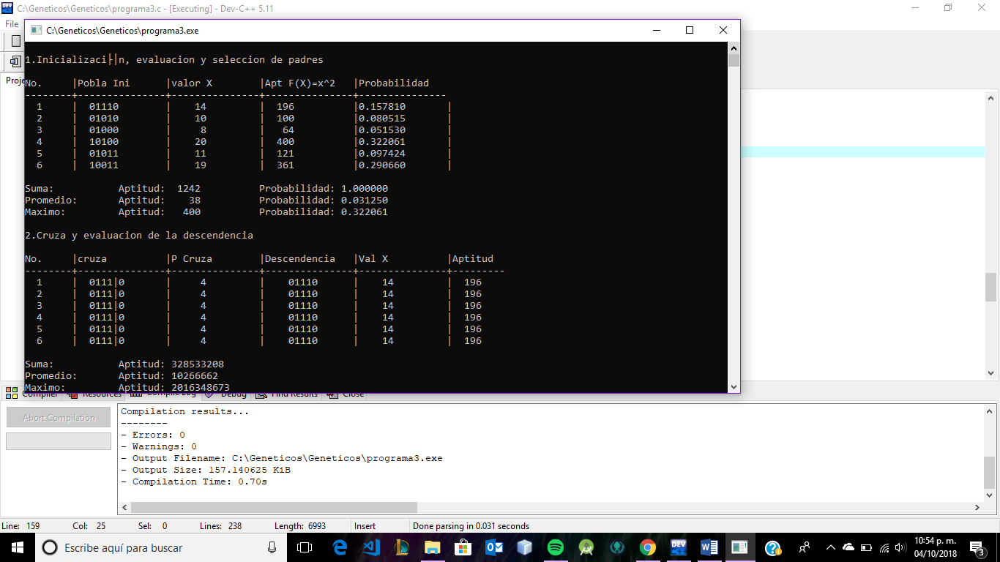 C:\Geneticos\Geneticos\programa3.c - [Executing] - Dev-C++ 5.11
File
C:\Geneticos\Geneticos\programa3.exe
Proje
1.Inicializaci├│n, evaluacion y seleccion de padres
No. |Pobla Ini |valor X |Apt F(X)=x^2 |Probabilidad
--------+---------------+---------------+---------------+---------------
1 | 01110 | 14 | 196 |0.157810 |
2 | 01010 | 10 | 100 |0.080515 |
3 | 01000 | 8 | 64 |0.051530 |
4 | 10100 | 20 | 400 |0.322061 |
5 | 01011 | 11 | 121 |0.097424 |
6 | 10011 | 19 | 361 |0.290660 |
Suma: Aptitud: 1242 Probabilidad: 1.000000
Promedio: Aptitud: 38 Probabilidad: 0.031250
Maximo: Aptitud: 400 Probabilidad: 0.322061
2.Cruza y evaluacion de la descendencia
No. |cruza |P Cruza |Descendencia |Val X |Aptitud
--------+---------------+---------------+---------------+---------------+---------
1 | 0111|0 | 4 | 01110 | 14 | 196
2 | 0111|0 | 4 | 01110 | 14 | 196
3 | 0111|0 | 4 | 01110 | 14 | 196
4 | 0111|0 | 4 | 01110 | 14 | 196
5 | 0111|0 | 4 | 01110 | 14 | 196
6 | 0111|0 | 4 | 01110 | 14 | 196
Suma: Aptitud: 328533208
Promedio: Aptitud: 10266662
Maximo: Aptitud: 2016348673
Compiler Resources Compile Log Debug Find Results Close
Abort Compilation
Compilation results...
--------
- Errors: 0
- Warnings: 0
- Output Filename: C:\Geneticos\Geneticos\programa3.exe
- Output Size: 157.140625 KiB
- Compilation Time: 0.70s
Line: 159 Col: 25 Sel: 0 Lines: 238 Length: 6993 Insert Done parsing in 0.031 seconds
Escribe aquí para buscar
DEV
10:54 p. m.
04/10/2018
3